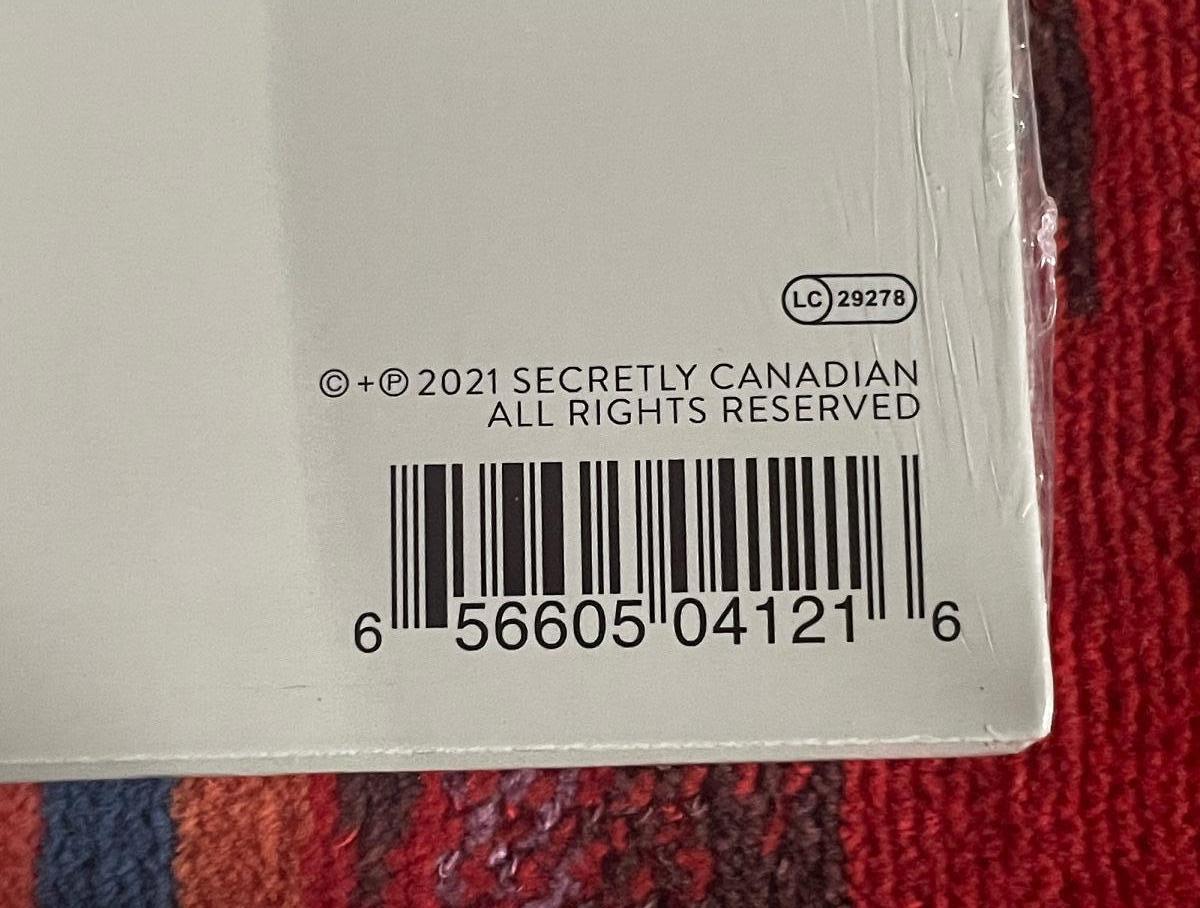 LC 29278
©+℗ 2021 SECRETLY CANADIAN
ALL RIGHTS RESERVED
6 56605 04121 6